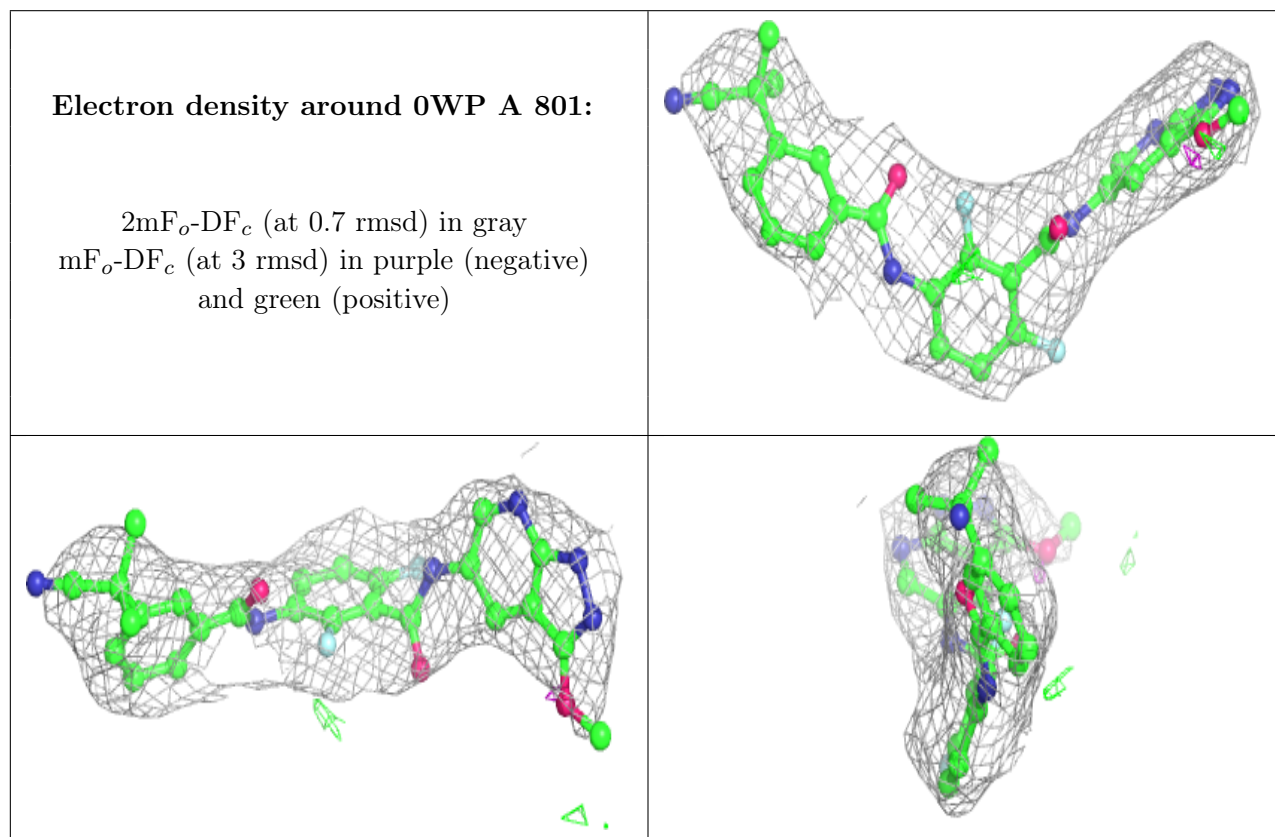 Electron density around 0WP A 801:
2mFo-DFc (at 0.7 rmsd) in gray
mFo-DFc (at 3 rmsd) in purple (negative)
and green (positive)